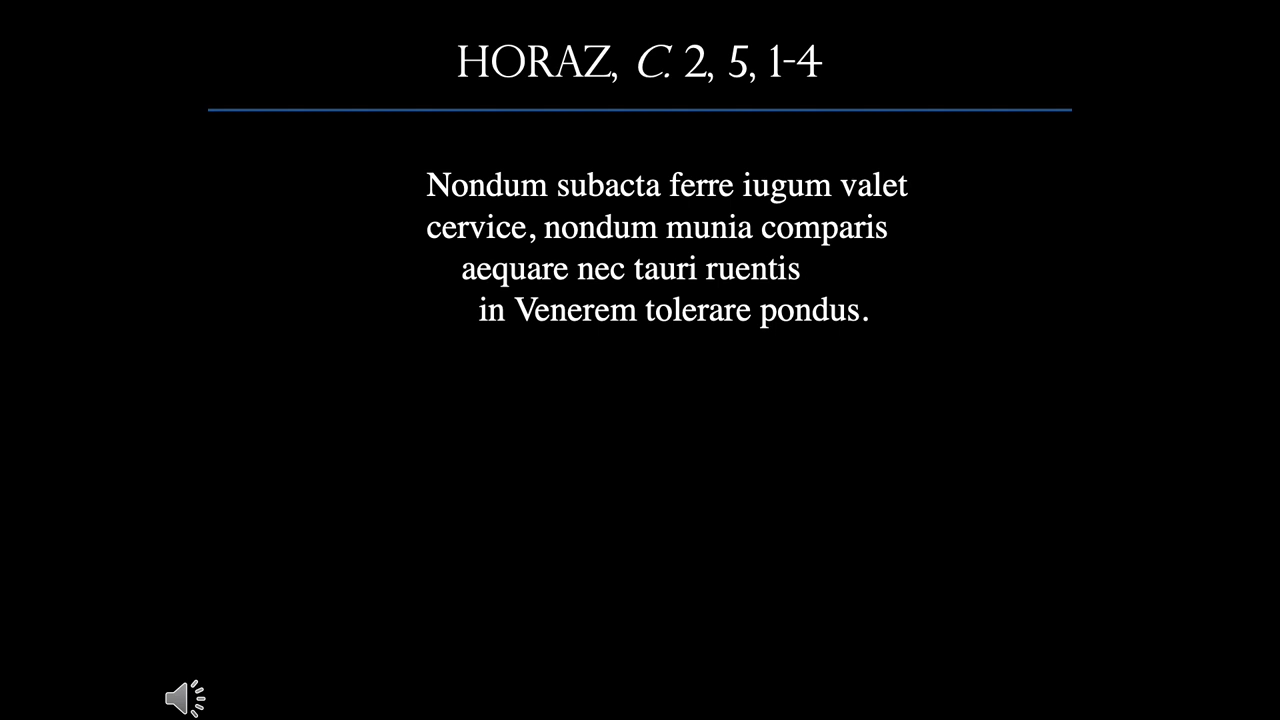 HORAZ, C. 2, 5, 1-4
Nondum subacta ferre iugum valet
cervice, nondum munia comparis
aequare nec tauri ruentis
in Venerem tolerare pondus.